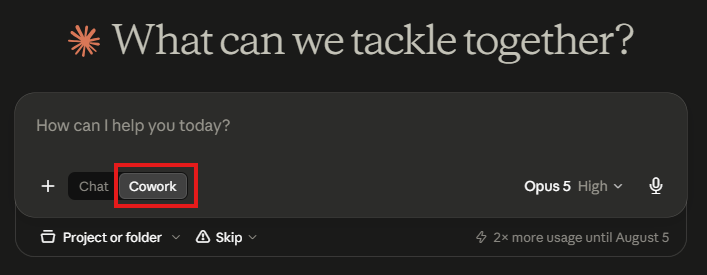 What can we tackle together?
How can I help you today?
Chat Cowork Opus 5 High
Project or folder Skip 2× more usage until August 5